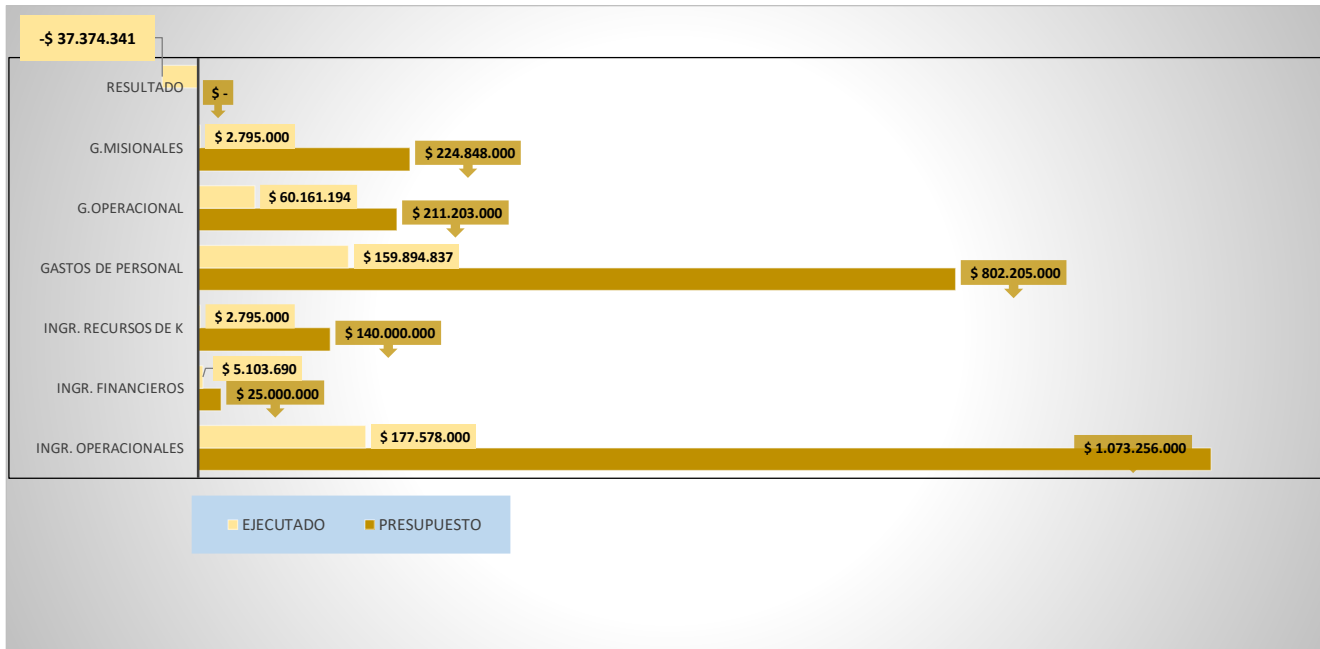 -$ 37.374.341
RESULTADO
$ -
G.MISIONALES
$ 2.795.000
$ 224.848.000
G.OPERACIONAL
$ 60.161.194
$ 211.203.000
GASTOS DE PERSONAL
$ 159.894.837
$ 802.205.000
INGR. RECURSOS DE K
$ 2.795.000
$ 140.000.000
INGR. FINANCIEROS
$ 5.103.690
$ 25.000.000
INGR. OPERACIONALES
$ 177.578.000
$ 1.073.256.000
EJECUTADO
PRESUPUESTO